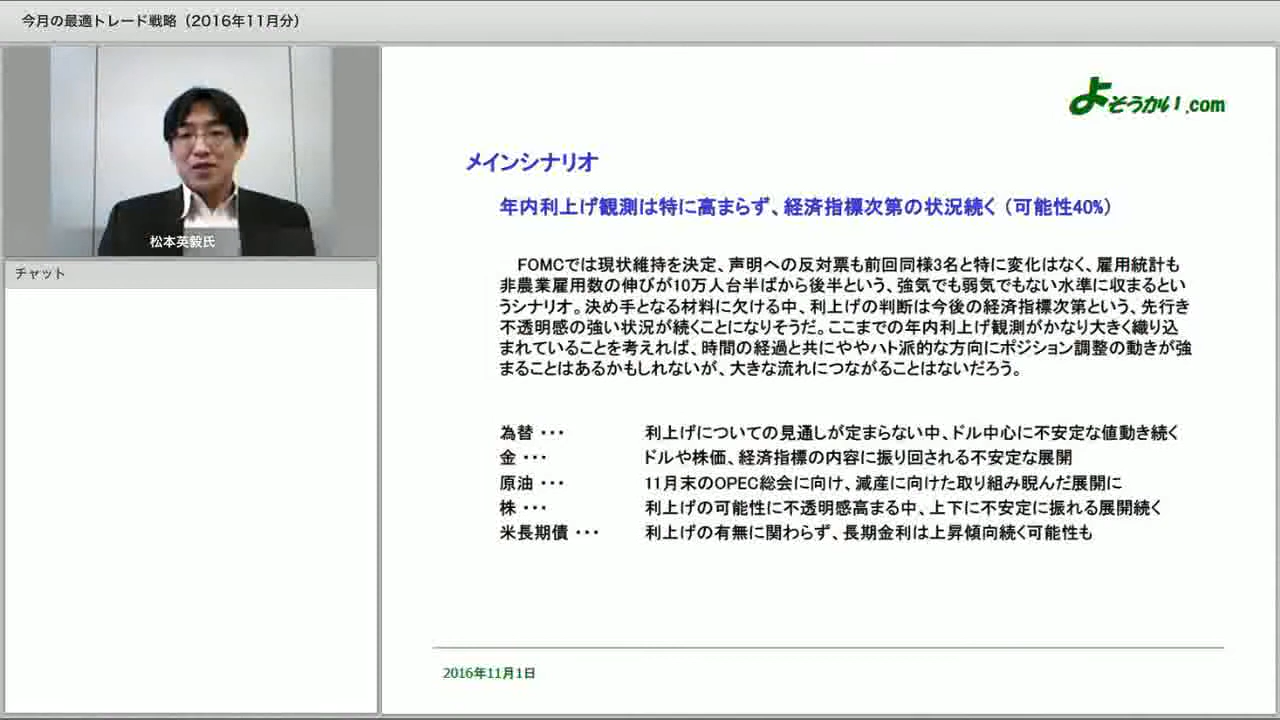 今月の最適トレード戦略（2016年11月分）
松本英毅氏
チャット
よそうかい.com
メインシナリオ
年内利上げ観測は特に高まらず、経済指標次第の状況続く（可能性40%）
FOMCでは現状維持を決定、声明への反対票も前回同様3名と特に変化はなく、雇用統計も
非農業雇用数の伸びが10万人台半ばから後半という、強気でも弱気でもない水準に収まるとい
うシナリオ。決め手となる材料に欠ける中、利上げの判断は今後の経済指標次第という、先行き
不透明感の強い状況が続くことになりそうだ。ここまでの年内利上げ観測がかなり大きく織り込
まれていることを考えれば、時間の経過と共にややハト派的な方向にポジション調整の動きが強
まることはあるかもしれないが、大きな流れにつながることはないだろう。
為替 ・・・ 利上げについての見通しが定まらない中、ドル中心に不安定な値動き続く
金 ・・・ ドルや株価、経済指標の内容に振り回される不安定な展開
原油 ・・・ 11月末のOPEC総会に向け、減産に向けた取り組み睨んだ展開に
株 ・・・ 利上げの可能性に不透明感高まる中、上下に不安定に振れる展開続く
米長期債 ・・・ 利上げの有無に関わらず、長期金利は上昇傾向続く可能性も
2016年11月1日